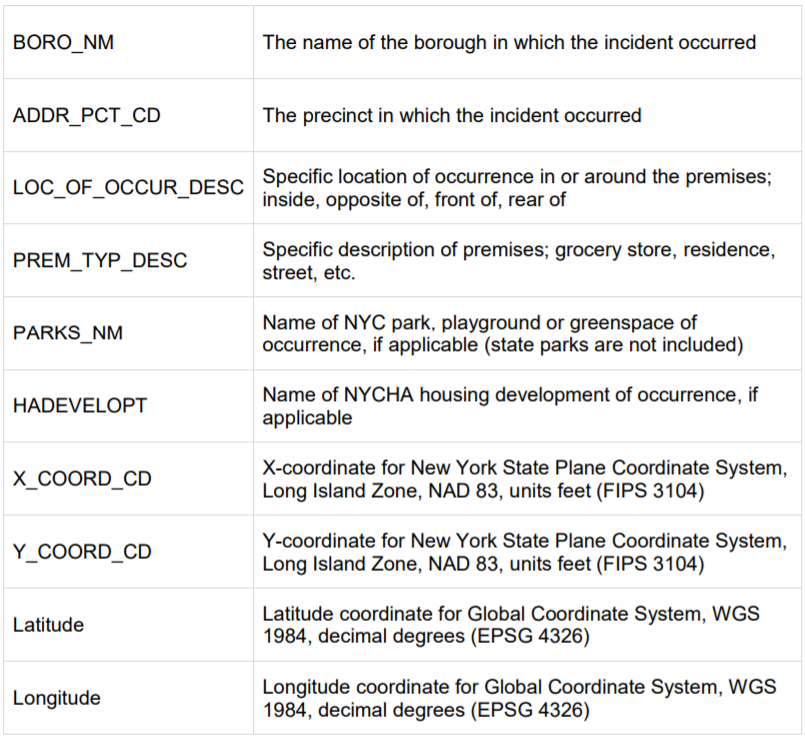 BORO_NM
The name of the borough in which the incident occurred
ADDR_PCT_CD
The precinct in which the incident occurred
LOC_OF_OCCUR_DESC
Specific location of occurrence in or around the premises;
inside, opposite of, front of, rear of
PREM_TYP_DESC
Specific description of premises; grocery store, residence,
street, etc.
PARKS_NM
Name of NYC park, playground or greenspace of
occurrence, if applicable (state parks are not included)
HADEVELOPT
Name of NYCHA housing development of occurrence, if
applicable
X_COORD_CD
X-coordinate for New York State Plane Coordinate System,
Long Island Zone, NAD 83, units feet (FIPS 3104)
Y_COORD_CD
Y-coordinate for New York State Plane Coordinate System,
Long Island Zone, NAD 83, units feet (FIPS 3104)
Latitude
Latitude coordinate for Global Coordinate System, WGS
1984, decimal degrees (EPSG 4326)
Longitude
Longitude coordinate for Global Coordinate System, WGS
1984, decimal degrees (EPSG 4326)